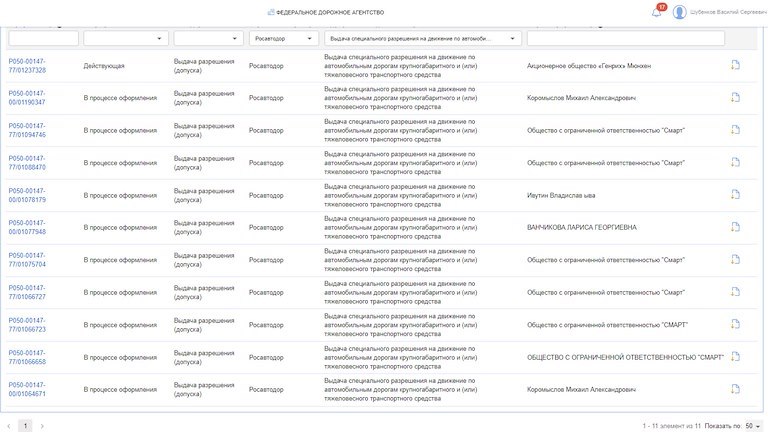 ФЕДЕРАЛЬНОЕ ДОРОЖНОЕ АГЕНТСТВО
17
Шубенков Василий Сергеевич
Росавтодор
Выдача специального разрешения на движение по автомоби...
P050-00147-
77/01237328
Действующая
Выдача разрешения
(допуска)
Росавтодор
Выдача специального разрешения на движение по
автомобильным дорогам крупногабаритного и (или)
тяжеловесного транспортного средства
Акционерное общество «Генрих» Мюнхен
P050-00147-
00/01190347
В процессе оформления
Выдача разрешения
(допуска)
Росавтодор
Выдача специального разрешения на движение по
автомобильным дорогам крупногабаритного и (или)
тяжеловесного транспортного средства
Коромыслов Михаил Александрович
P050-00147-
77/01094746
В процессе оформления
Выдача разрешения
(допуска)
Росавтодор
Выдача специального разрешения на движение по
автомобильным дорогам крупногабаритного и (или)
тяжеловесного транспортного средства
Общество с ограниченной ответственностью "Смарт"
P050-00147-
77/01088470
В процессе оформления
Выдача разрешения
(допуска)
Росавтодор
Выдача специального разрешения на движение по
автомобильным дорогам крупногабаритного и (или)
тяжеловесного транспортного средства
Общество с ограниченной ответственностью "Смарт"
P050-00147-
00/01078179
В процессе оформления
Выдача разрешения
(допуска)
Росавтодор
Выдача специального разрешения на движение по
автомобильным дорогам крупногабаритного и (или)
тяжеловесного транспортного средства
Ивутин Владислав ыва
P050-00147-
00/01077948
В процессе оформления
Выдача разрешения
(допуска)
Росавтодор
Выдача специального разрешения на движение по
автомобильным дорогам крупногабаритного и (или)
тяжеловесного транспортного средства
ВАНЧИКОВА ЛАРИСА ГЕОРГИЕВНА
P050-00147-
77/01075704
В процессе оформления
Выдача разрешения
(допуска)
Росавтодор
Выдача специального разрешения на движение по
автомобильным дорогам крупногабаритного и (или)
тяжеловесного транспортного средства
Общество с ограниченной ответственностью "Смарт"
P050-00147-
77/01066727
В процессе оформления
Выдача разрешения
(допуска)
Росавтодор
Выдача специального разрешения на движение по
автомобильным дорогам крупногабаритного и (или)
тяжеловесного транспортного средства
Общество с ограниченной ответственностью "Смарт"
P050-00147-
77/01066723
В процессе оформления
Выдача разрешения
(допуска)
Росавтодор
Выдача специального разрешения на движение по
автомобильным дорогам крупногабаритного и (или)
тяжеловесного транспортного средства
Общество с ограниченной ответственностью "СМАРТ"
P050-00147-
77/01066658
В процессе оформления
Выдача разрешения
(допуска)
Росавтодор
Выдача специального разрешения на движение по
автомобильным дорогам крупногабаритного и (или)
тяжеловесного транспортного средства
ОБЩЕСТВО С ОГРАНИЧЕННОЙ ОТВЕТСТВЕННОСТЬЮ "СМАРТ"
P050-00147-
00/01064671
В процессе оформления
Выдача разрешения
(допуска)
Росавтодор
Выдача специального разрешения на движение по
автомобильным дорогам крупногабаритного и (или)
тяжеловесного транспортного средства
Коромыслов Михаил Александрович
1
1 - 11 элемент из 11 Показать по 50